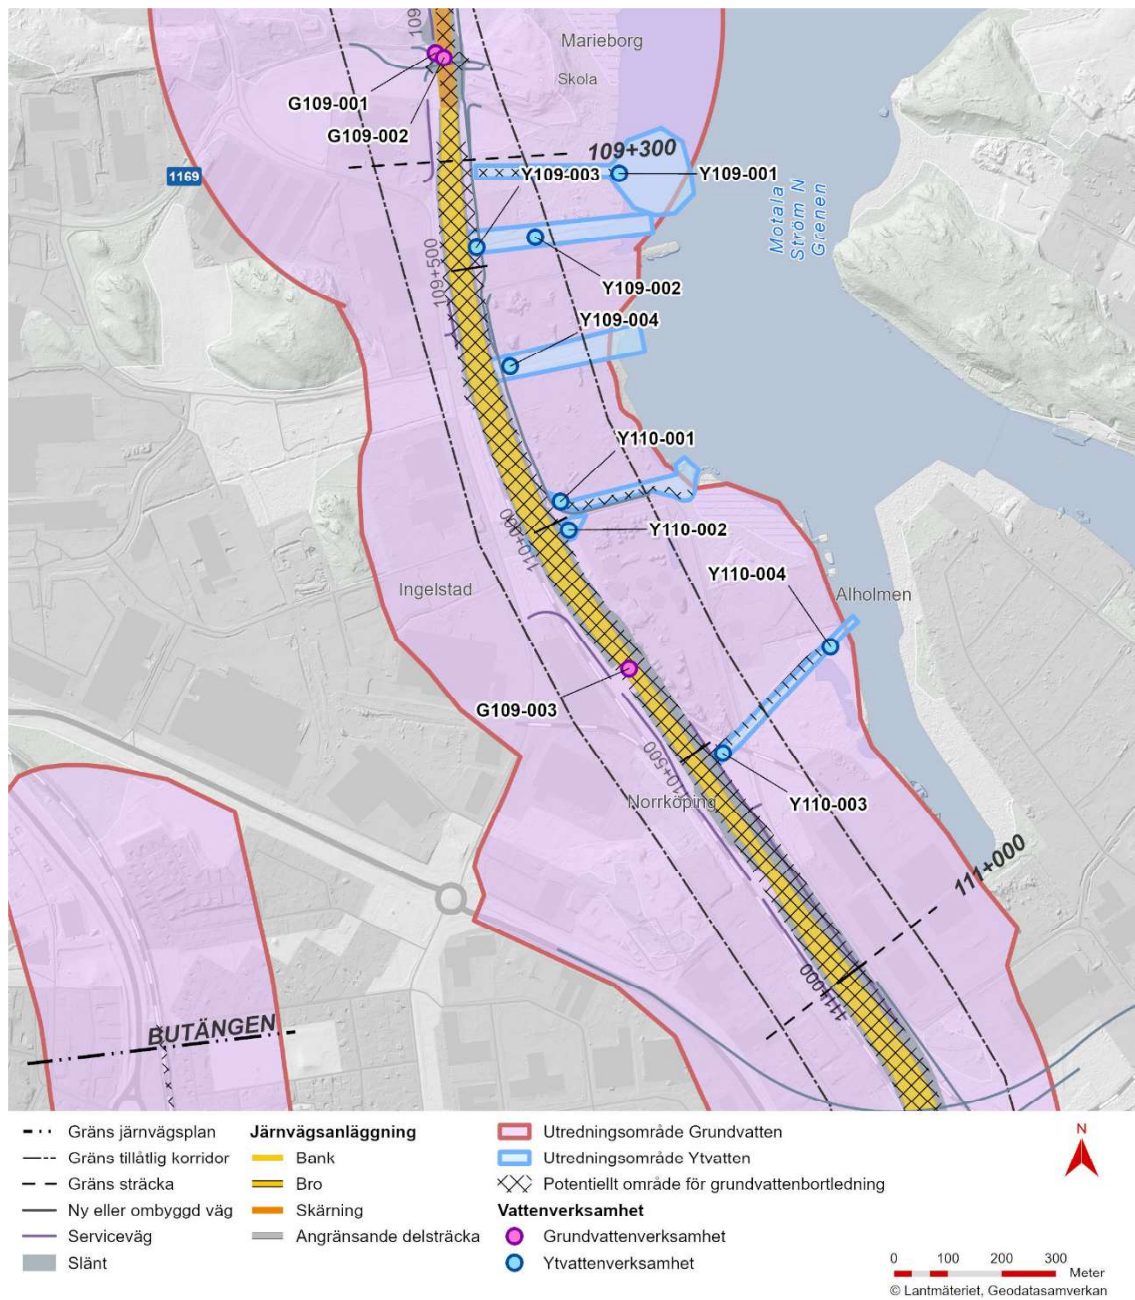 109
Marieborg
Skola
G109-001
G109-002
109+300
1169
Y109-003
Y109-001
Motala
Ström N
Grenen
109+500
Y109-002
Y109-004
Y110-001
110+000
Y110-002
Y110-004
Ingelstad
Alholmen
G109-003
110+500
Norrköping
Y110-003
111+000
111+000
BUTÄNGEN
Gräns järnvägsplan
Gräns tillåtlig korridor
Gräns sträcka
Ny eller ombyggd väg
Serviceväg
Slänt
Järnvägsanläggning
Bank
Bro
Skärning
Angränsande delsträcka
Utredningsområde Grundvatten
Utredningsområde Ytvatten
Potentiellt område för grundvattenbortledning
Vattenverksamhet
Grundvattenverksamhet
Ytvattenverksamhet
N
0 100 200 300
Meter
© Lantmäteriet, Geodatasamverkan